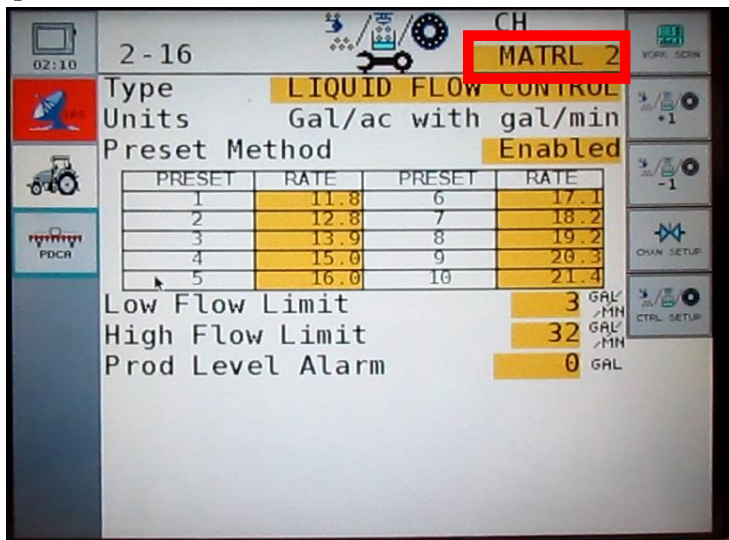 CH
02:10 2-16 MATRL 2 WORK SCRN
GPS Type LIQUID FLOW CONTROL +1
Units Gal/ac with gal/min
Preset Method Enabled -1
PRESET RATE PRESET RATE
1 11.8 6 17.1
2 12.8 7 18.2
3 13.9 8 19.2
PDCA 4 15.0 9 20.3 CHAN SETUP
5 16.0 10 21.4
Low Flow Limit 3 GAL/MN CTRL SETUP
High Flow Limit 32 GAL/MN
Prod Level Alarm 0 GAL